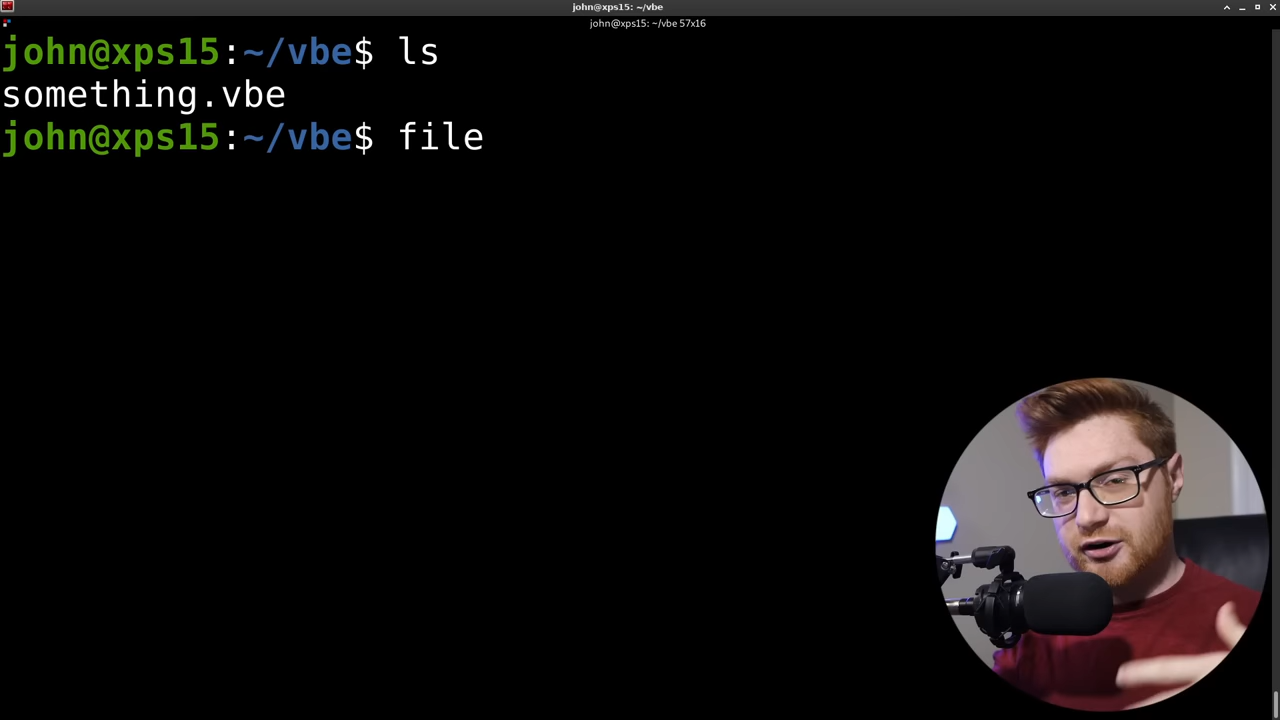 john@xps15: ~/vbe
john@xps15: ~/vbe 57x16
john@xps15:~/vbe$ ls
something.vbe
john@xps15:~/vbe$ file